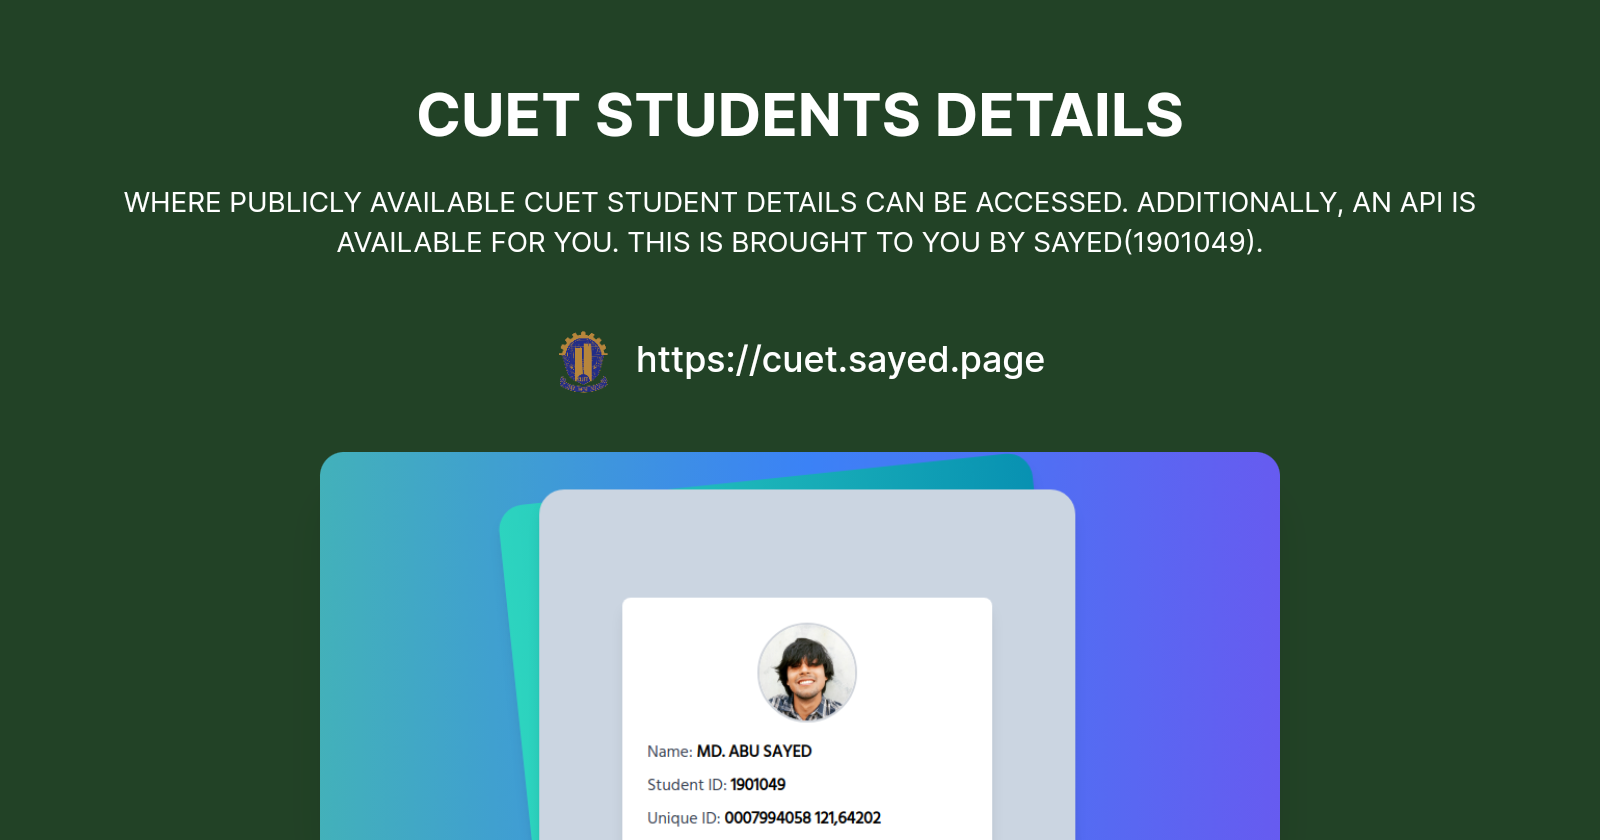 CUET STUDENTS DETAILS
WHERE PUBLICLY AVAILABLE CUET STUDENT DETAILS CAN BE ACCESSED. ADDITIONALLY, AN API IS
AVAILABLE FOR YOU. THIS IS BROUGHT TO YOU BY SAYED(1901049).
https://cuet.sayed.page
Name: MD. ABU SAYED
Student ID: 1901049
Unique ID: 0007994058 121,64202